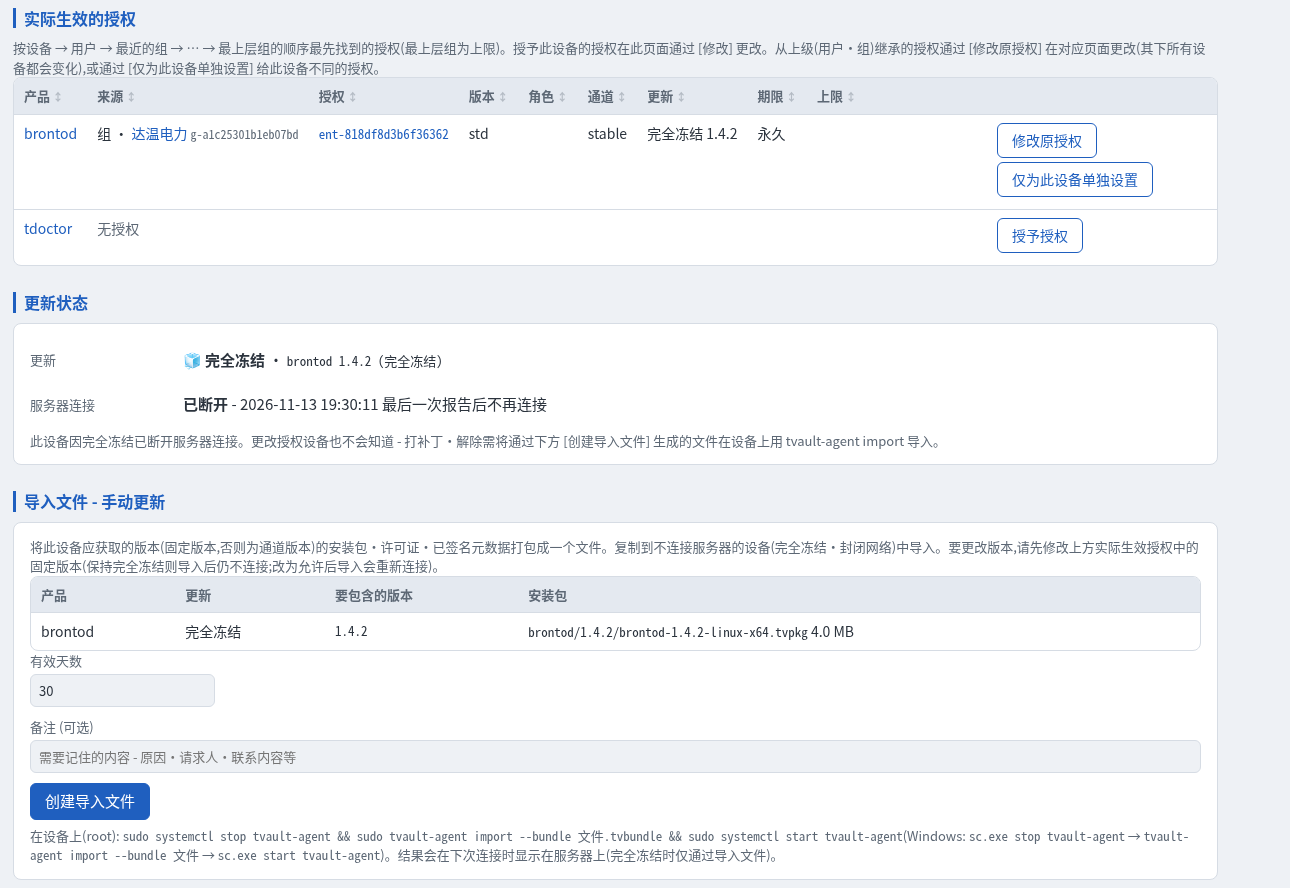 实际生效的授权
按设备 → 用户 → 最近的组 → ··· → 最上层组的顺序最先找到的授权(最上层组为上限)。授予此设备的授权在此页面通过 [修改] 更改。从上级(用户・组)继承的授权通过 [修改原授权] 在对应页面更改(其下所有设
备都会变化),或通过 [仅为此设备单独设置] 给此设备不同的授权。
产品 ↕ 来源 ↕ 授权 ↕ 版本 ↕ 角色 ↕ 通道 ↕ 更新 ↕ 期限 ↕ 上限 ↕
brontod 组 ・ 达温电力 g-a1c25301b1eb07bd ent-818df8d3b6f36362 std stable 完全冻结 1.4.2 永久 修改原授权
仅为此设备单独设置
tdoctor 无授权 授予授权
更新状态
更新 🧊 完全冻结 ・ brontod 1.4.2 (完全冻结)
服务器连接 已断开 - 2026-11-13 19:30:11 最后一次报告后不再连接
此设备因完全冻结已断开服务器连接。更改授权设备也不会知道 - 打补丁・解除需将通过下方 [创建导入文件] 生成的文件在设备上用 tvault-agent import 导入。
导入文件 - 手动更新
将此设备应获取的版本(固定版本,否则为通道版本)的安装包・许可证・已签名元数据打包成一个文件。复制到不连接服务器的设备(完全冻结・封闭网络)中导入。要更改版本,请先修改上方实际生效授权中的
固定版本(保持完全冻结则导入后仍不连接;改为允许后导入会重新连接)。
产品 更新 要包含的版本 安装包
brontod 完全冻结 1.4.2 brontod/1.4.2/brontod-1.4.2-linux-x64.tvpkg 4.0 MB
有效天数
30
备注 (可选)
需要记住的内容 - 原因・请求人・联系内容等
创建导入文件
在设备上(root): sudo systemctl stop tvault-agent && sudo tvault-agent import --bundle 文件.tvbundle && sudo systemctl start tvault-agent(Windows: sc.exe stop tvault-agent → tvault-
agent import --bundle 文件 → sc.exe start tvault-agent)。结果会在下次连接时显示在服务器上(完全冻结时仅通过导入文件)。